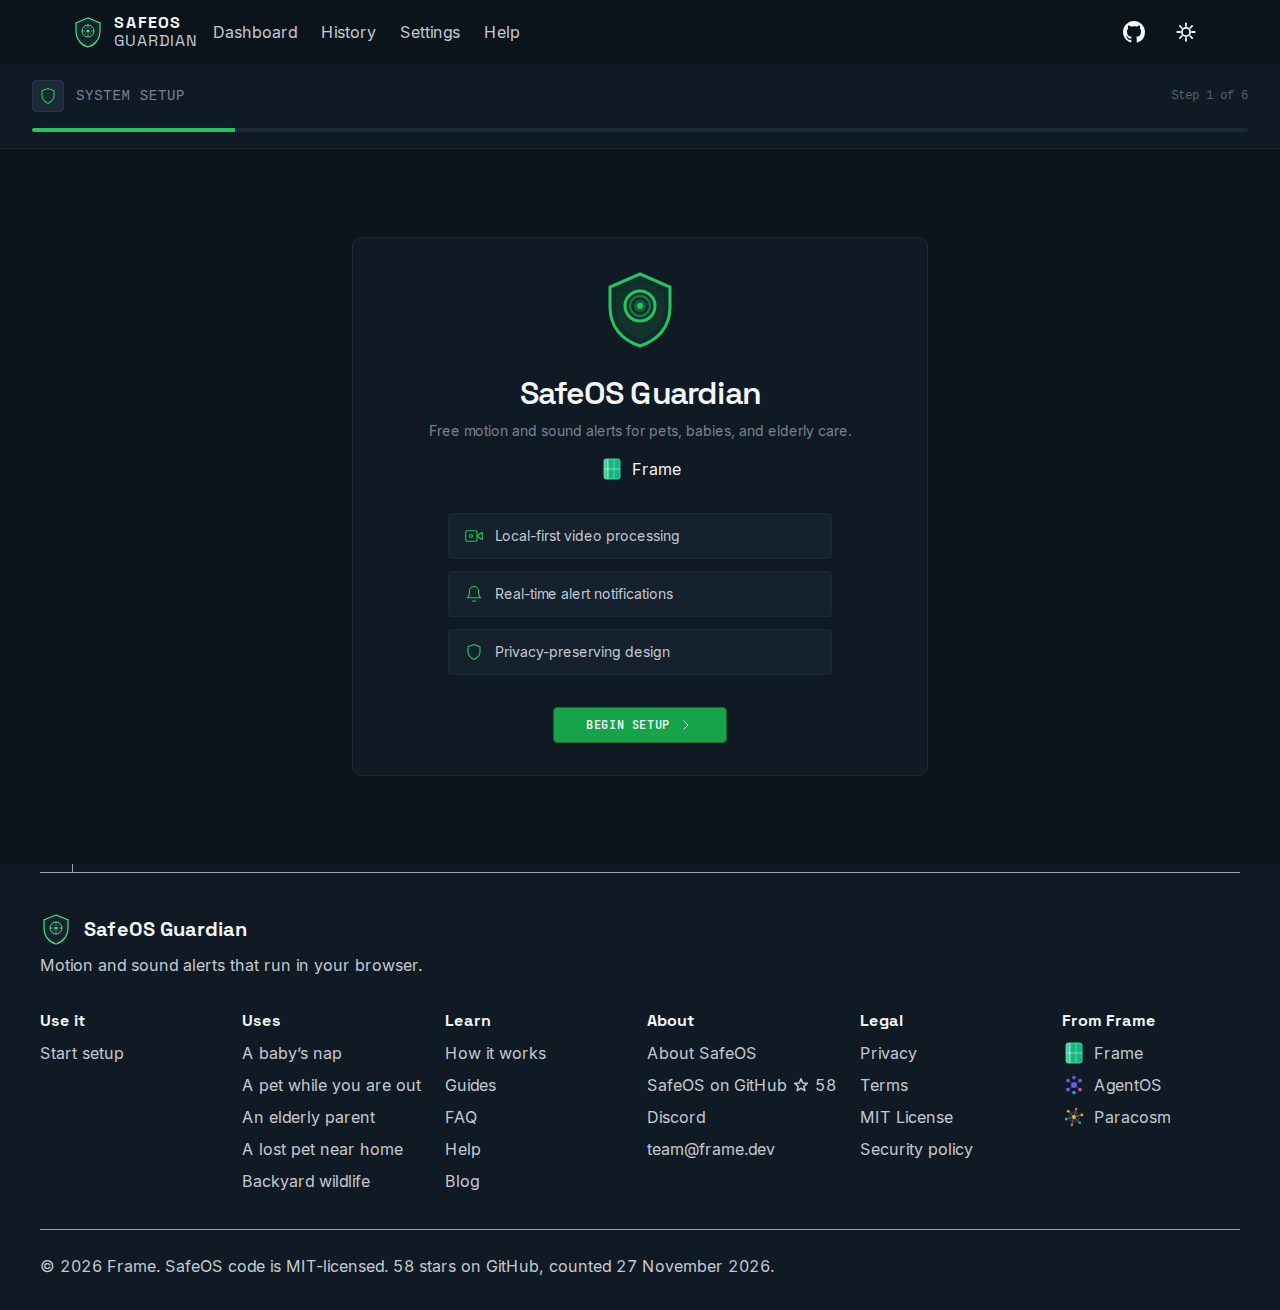 SAFEOS
GUARDIAN
Dashboard
History
Settings
Help
SYSTEM SETUP
Step 1 of 6
SafeOS Guardian
Free motion and sound alerts for pets, babies, and elderly care.
Frame
Local-first video processing
Real-time alert notifications
Privacy-preserving design
BEGIN SETUP
SafeOS Guardian
Motion and sound alerts that run in your browser.
Use it
Start setup
Uses
A baby’s nap
A pet while you are out
An elderly parent
A lost pet near home
Backyard wildlife
Learn
How it works
Guides
FAQ
Help
Blog
About
About SafeOS
SafeOS on GitHub ☆ 58
Discord
team@frame.dev
Legal
Privacy
Terms
MIT License
Security policy
From Frame
Frame
AgentOS
Paracosm
© 2026 Frame. SafeOS code is MIT-licensed. 58 stars on GitHub, counted 27 November 2026.